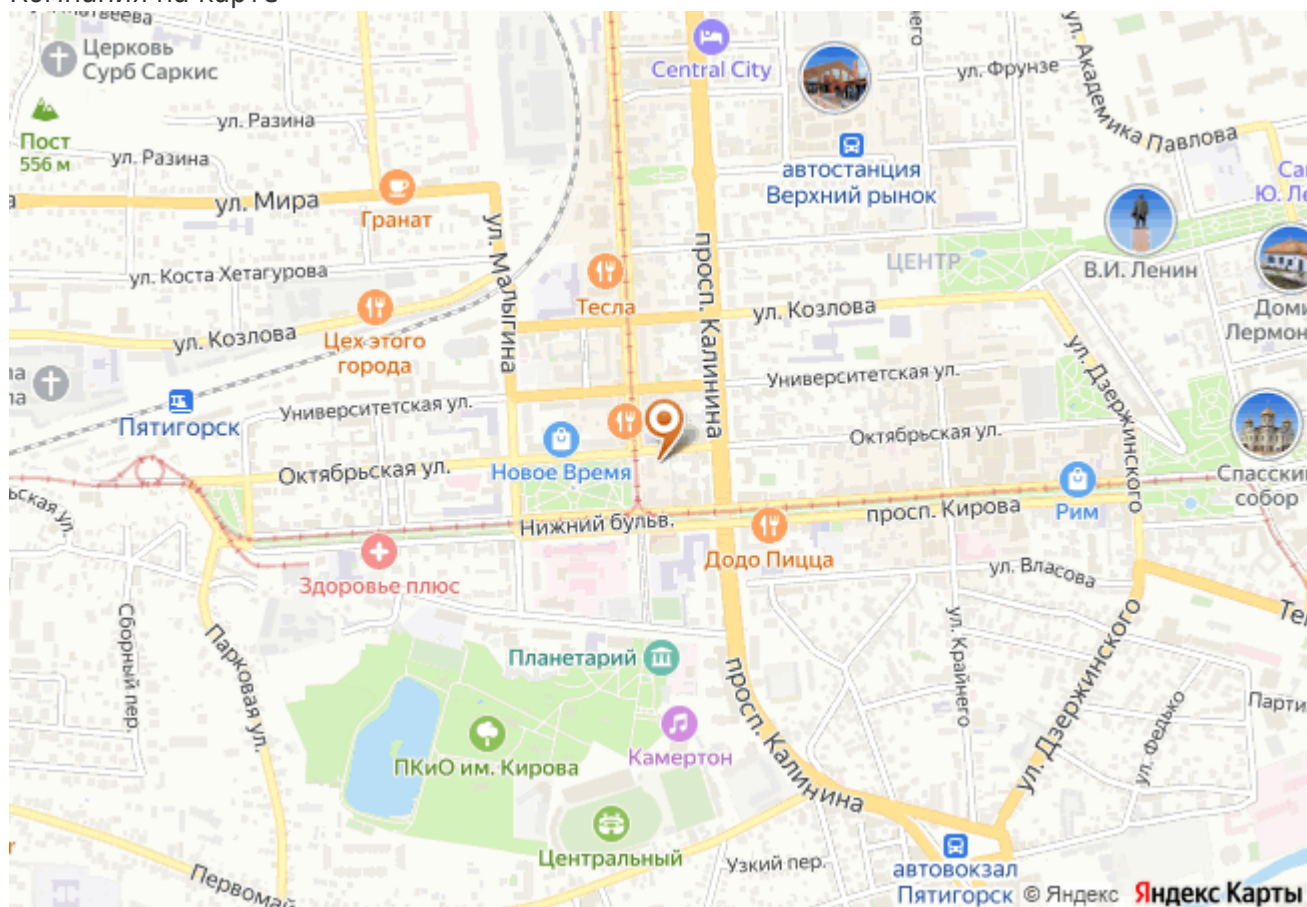 Компания на карте
Церковь
Сурб Саркис
Central City
ул. Фрунзе
ул. Академика Павлова
ул. Разина
Пост
556 м
ул. Разина
автостанция
Верхний рынок
ул. Мира
Гранат
ул. Малыгина
просп. Калинина
ЦЕНТР
В.И. Ленин
ул. Коста Хетагурова
Тесла
ул. Козлова
ул. Козлова
Цех этого
города
ул. Дзержинского
Университетская ул.
Университетская ул.
Пятигорск
Октябрьская ул.
Октябрьская ул.
Новое Время
Рим
собор
Нижний бульв.
просп. Кирова
Додо Пицца
Здоровье плюс
ул. Власова
Сборный пер.
Парковая ул.
Планетарий
ул. Крайнего
ул. Дзержинского
ул. Федько
просп. Калинина
Камертон
ПКиО им. Кирова
Центральный
Узкий пер.
автовокзал
Пятигорск
© Яндекс Яндекс Карты